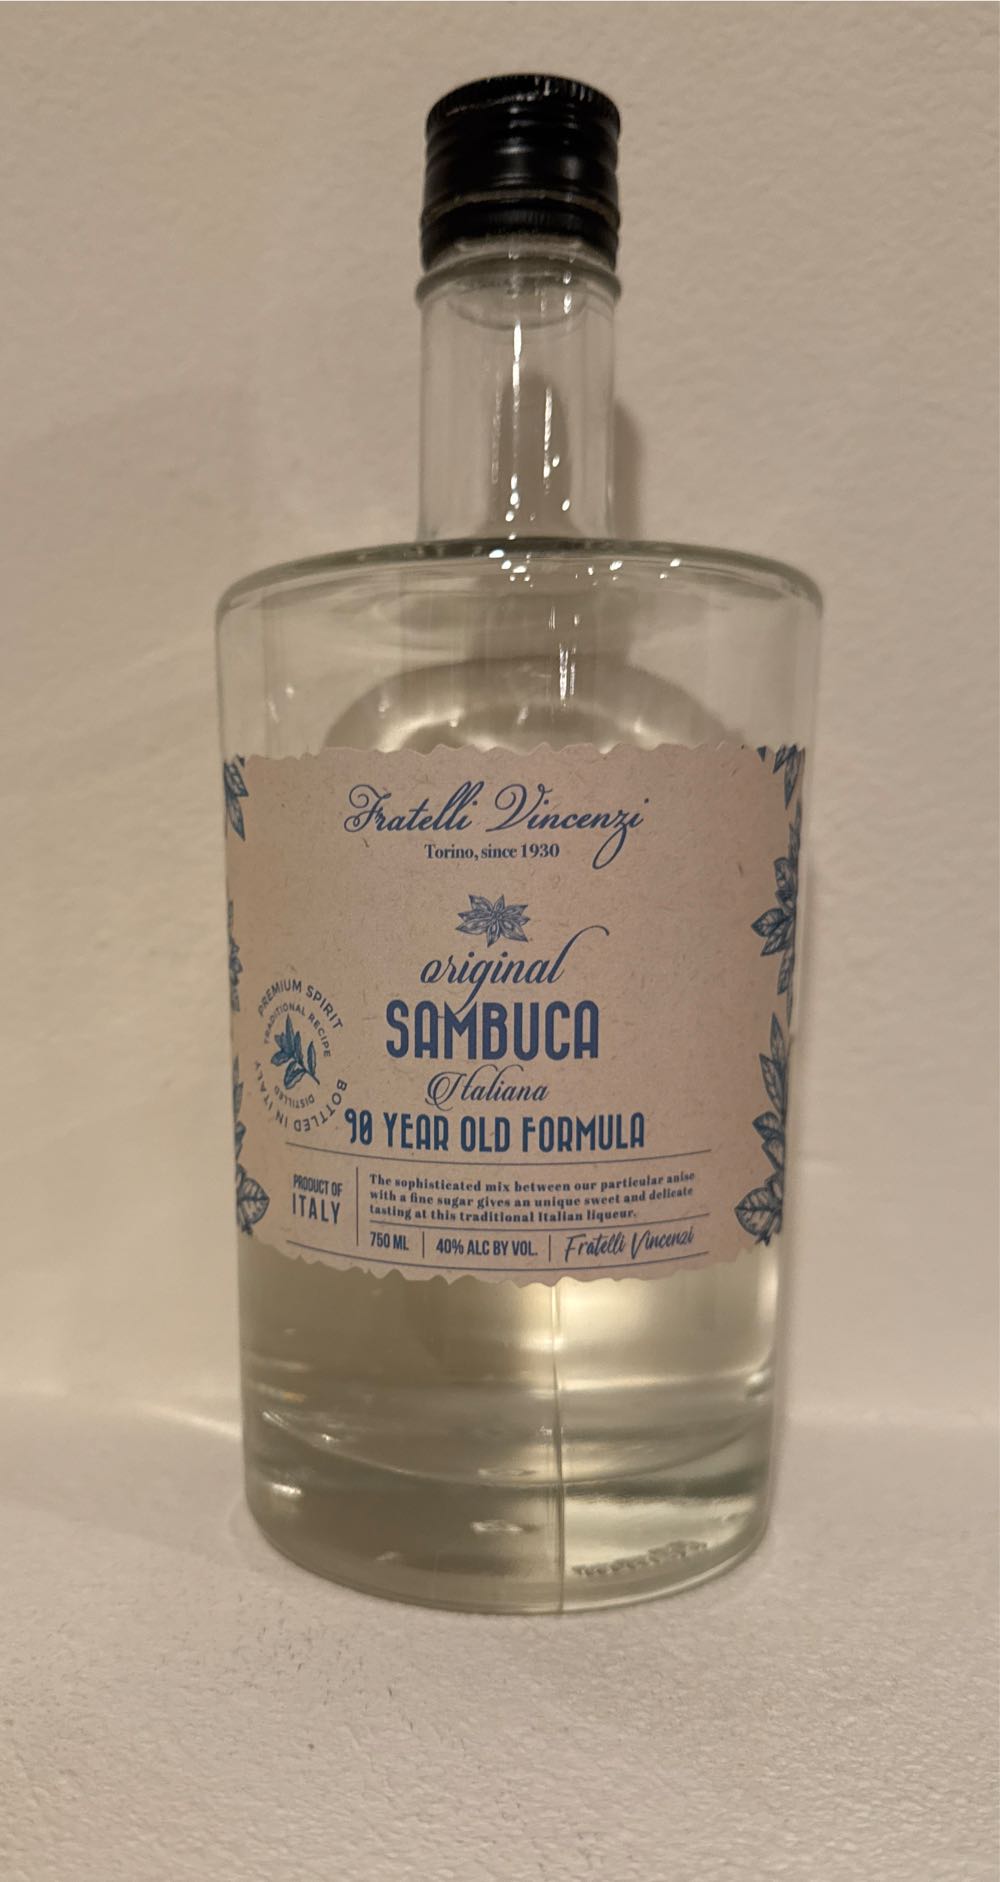 Fratelli Vincenzi
Torino, since 1930
original
SAMBUCA
Italiana
90 YEAR OLD FORMULA
PREMIUM SPIRIT
TRADITIONAL RECIPE
DISTILLED
BOTTLED IN ITALY
PRODUCT OF
ITALY
The sophisticated mix between our particular anise
with a fine sugar gives an unique sweet and delicate
tasting at this traditional Italian liqueur.
750 ML | 40% ALC BY VOL. | Fratelli Vincenzi